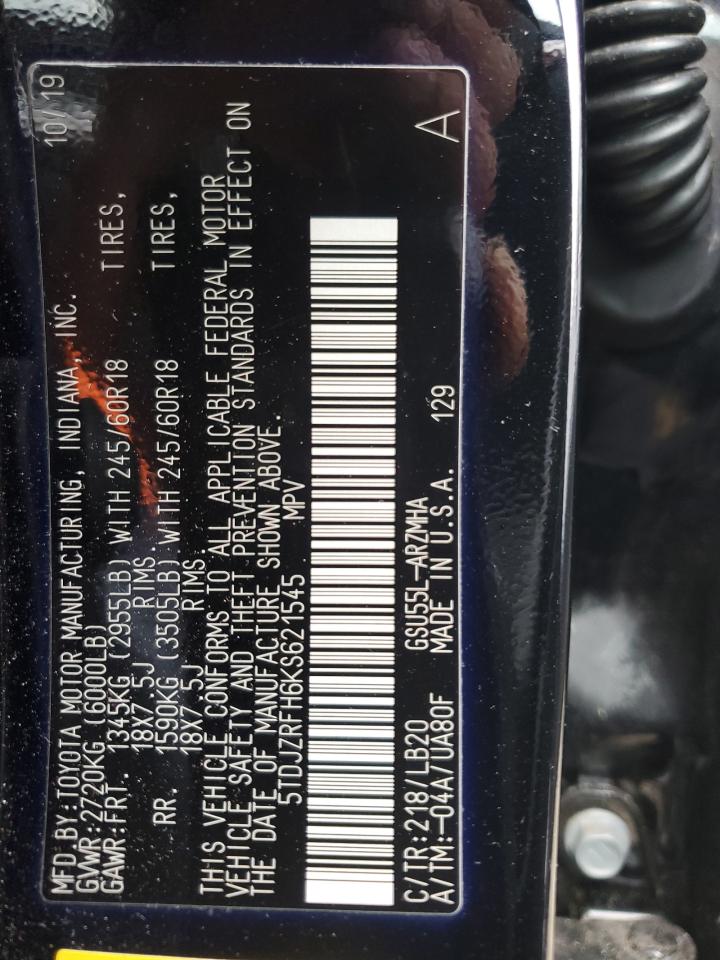 MFD BY:TOYOTA MOTOR MANUFACTURING, INDIANA, INC. 10/19
GVWR:2720KG (6000LB)
GAWR:FRT. 1345KG (2955LB) WITH 245/60R18 TIRES,
18X7.5J RIMS.
RR. 1590KG (3505LB) WITH 245/60R18 TIRES,
18X7.5J RIMS.
THIS VEHICLE CONFORMS TO ALL APPLICABLE FEDERAL MOTOR
VEHICLE SAFETY AND THEFT PREVENTION STANDARDS IN EFFECT ON
THE DATE OF MANUFACTURE SHOWN ABOVE.
5TDJZRFH6KS621545 MPV
C/TR:218/LB20 GSU55L-ARZMHA
A/TM:-04A/UA80F MADE IN U.S.A. 129 A